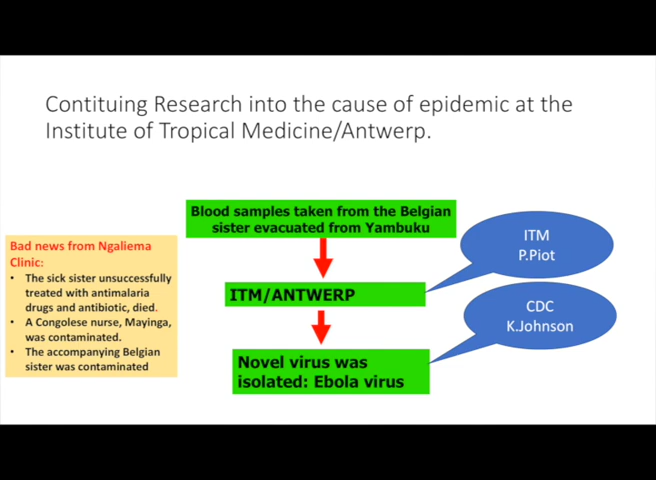 Contituing Research into the cause of epidemic at the
Institute of Tropical Medicine/Antwerp.
Blood samples taken from the Belgian
sister evacuated from Yambuku
ITM
P.Piot
Bad news from Ngaliema
Clinic:
• The sick sister unsuccessfully
treated with antimalaria
drugs and antibiotic, died.
• A Congolese nurse, Mayinga,
was contaminated.
• The accompanying Belgian
sister was contaminated
ITM/ANTWERP
CDC
K.Johnson
Novel virus was
isolated: Ebola virus